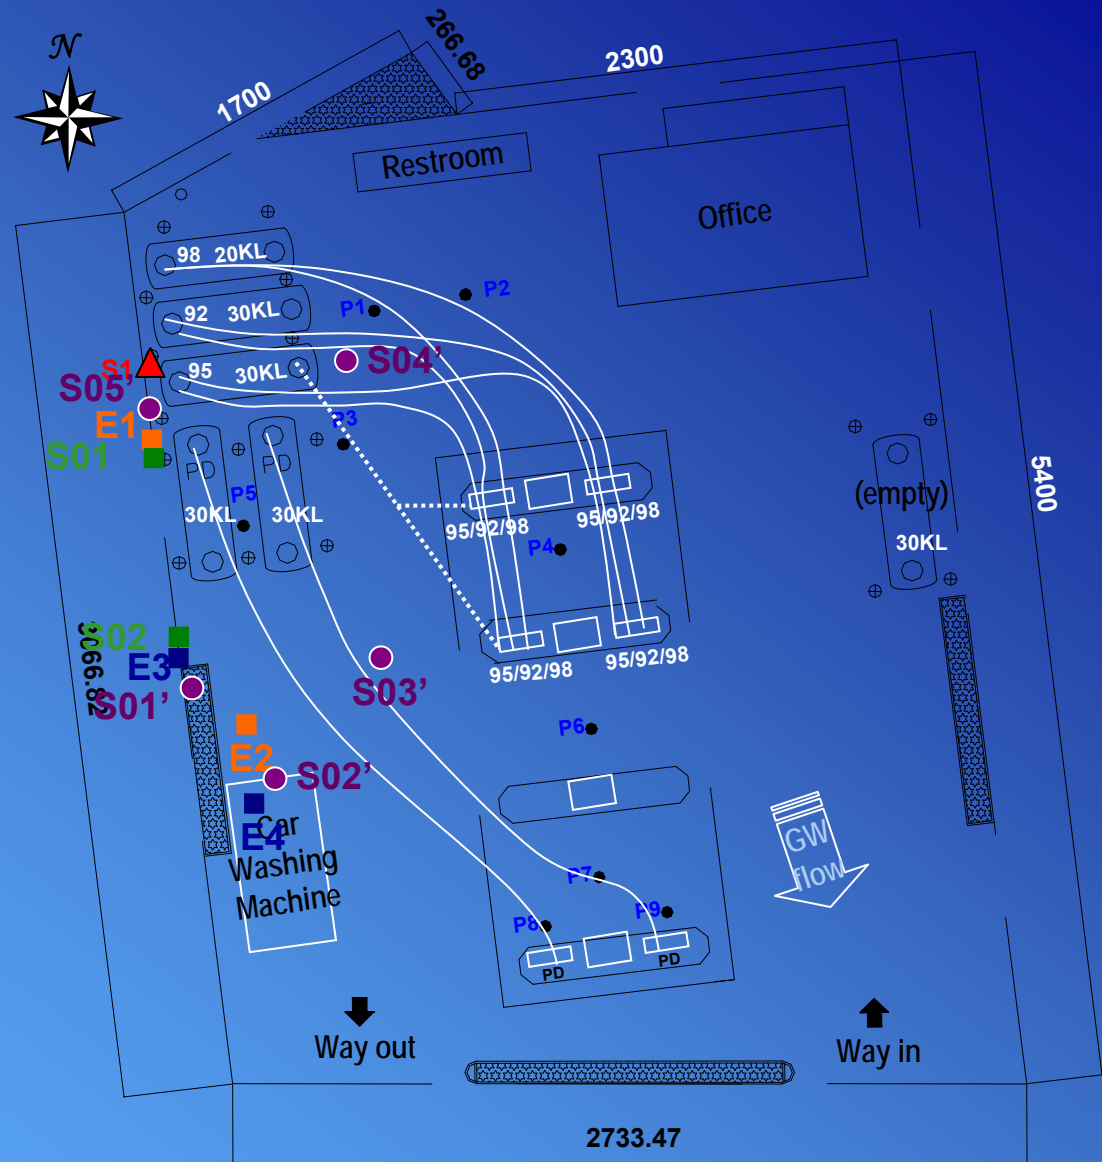 N
266.68
2300
1700
Restroom
Office
98 20KL
P2
P1
92 30KL
S1
S04’
95 30KL
S05’
E1
P3
S01
PD
PD
5400
P5
(empty)
30KL
30KL
95/92/98
95/92/98
P4
30KL
S02
E3
95/92/98
95/92/98
S03’
S01’
P6
E2
S02’
E4
Car
Washing
Machine
GW
flow
P7
P8
P9
PD
PD
Way out
Way in
2733.47